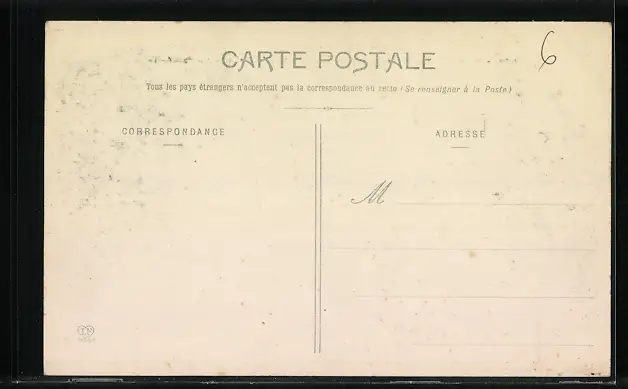 6
CARTE POSTALE
Tous les pays étrangers n'acceptent pas la correspondance au recto (Se renseigner à la Poste)
CORRESPONDANCE
ADRESSE
M